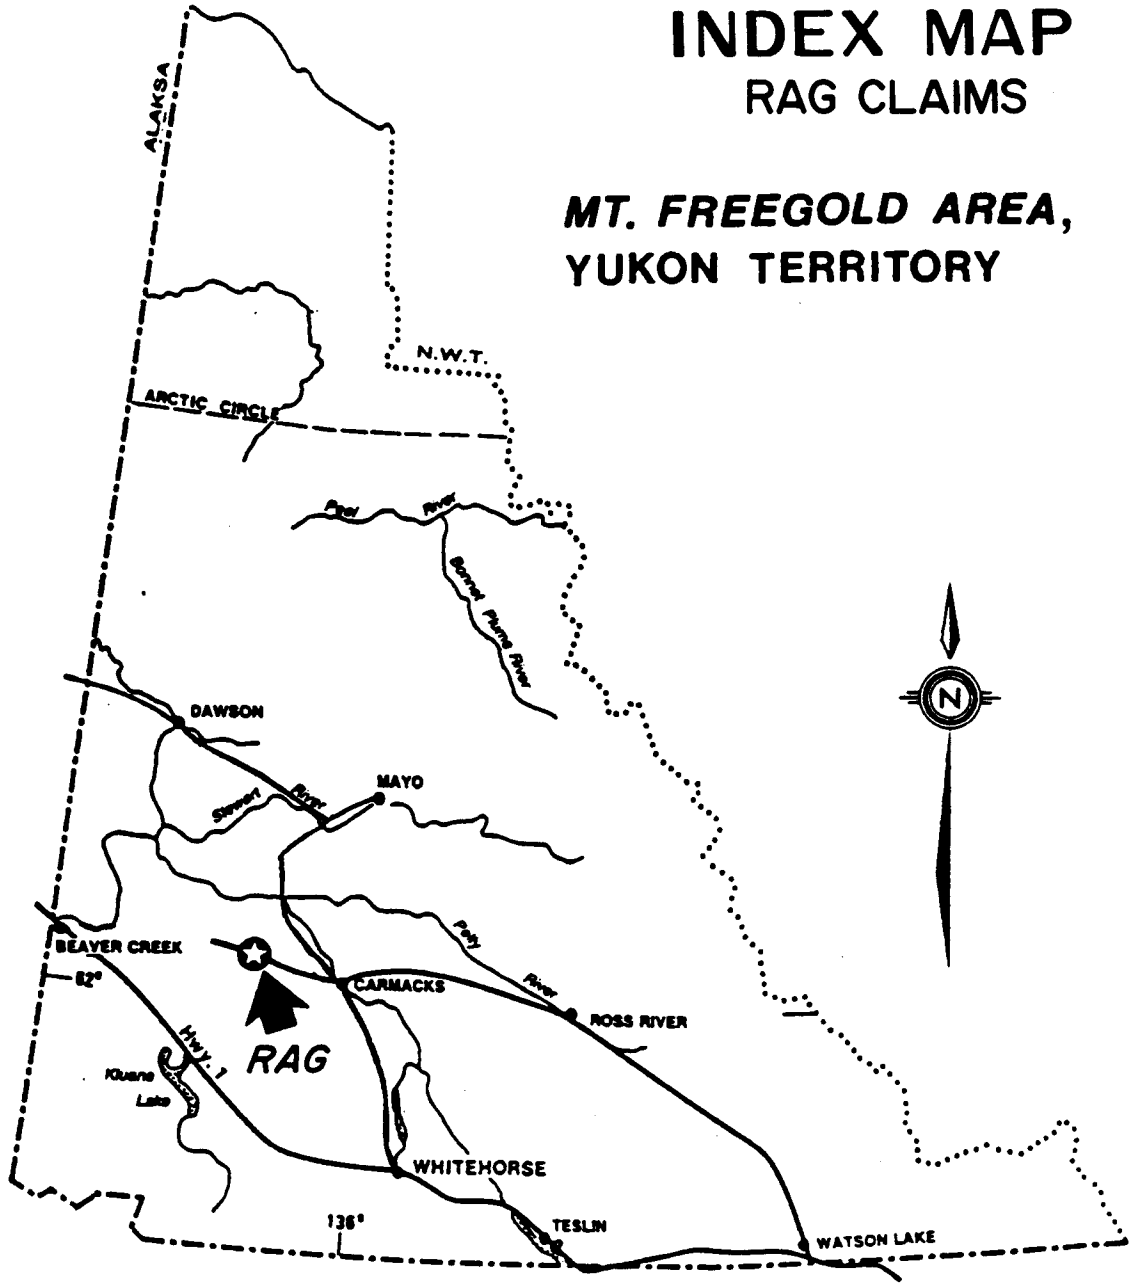 INDEX MAP
RAG CLAIMS
MT. FREEGOLD AREA,
YUKON TERRITORY
ALAKSA
N.W.T.
ARCTIC CIRCLE
Peel River
Bonnet Plume River
N
DAWSON
MAYO
Stewart River
Pelly River
BEAVER CREEK
62°
CARMACKS
ROSS RIVER
RAG
Hwy. 1
Kluane
Lake
WHITEHORSE
136°
TESLIN
WATSON LAKE